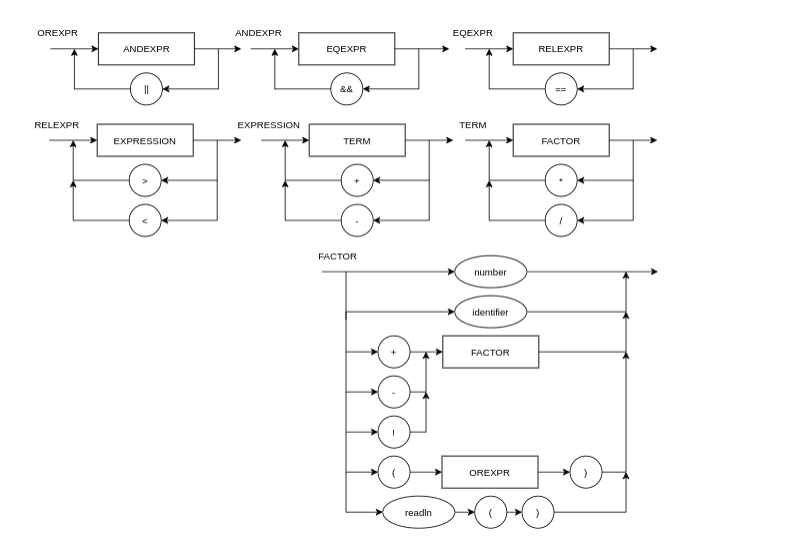 OREXPR ANDEXPR EQEXPR
ANDEXPR EQEXPR RELEXPR
|| && ==
RELEXPR EXPRESSION TERM
EXPRESSION TERM FACTOR
> + *
< - /
FACTOR
number
identifier
+ FACTOR
-
!
( OREXPR )
readln ( )